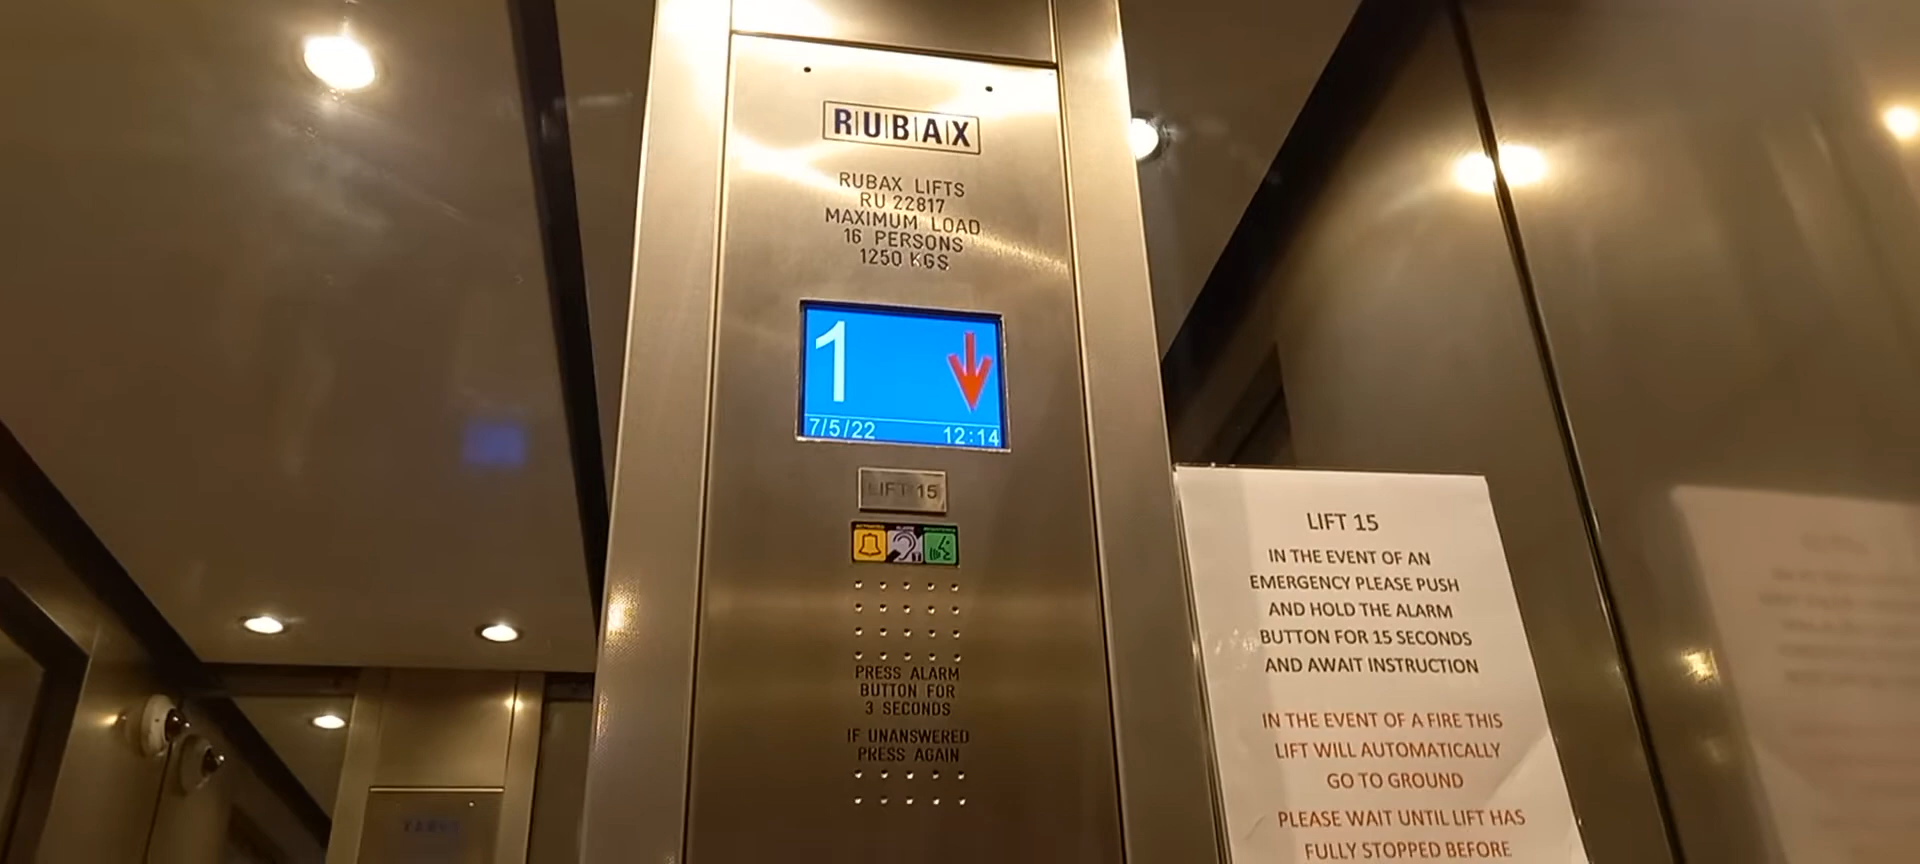 RUBAX
RUBAX LIFTS
RU 22817
MAXIMUM LOAD
16 PERSONS
1250 KGS
1
7/5/22 12:14
LIFT 15
PRESS ALARM
BUTTON FOR
3 SECONDS
IF UNANSWERED
PRESS AGAIN
LIFT 15
IN THE EVENT OF AN
EMERGENCY PLEASE PUSH
AND HOLD THE ALARM
BUTTON FOR 15 SECONDS
AND AWAIT INSTRUCTION
IN THE EVENT OF A FIRE THIS
LIFT WILL AUTOMATICALLY
GO TO GROUND
PLEASE WAIT UNTIL LIFT HAS
FULLY STOPPED BEFORE